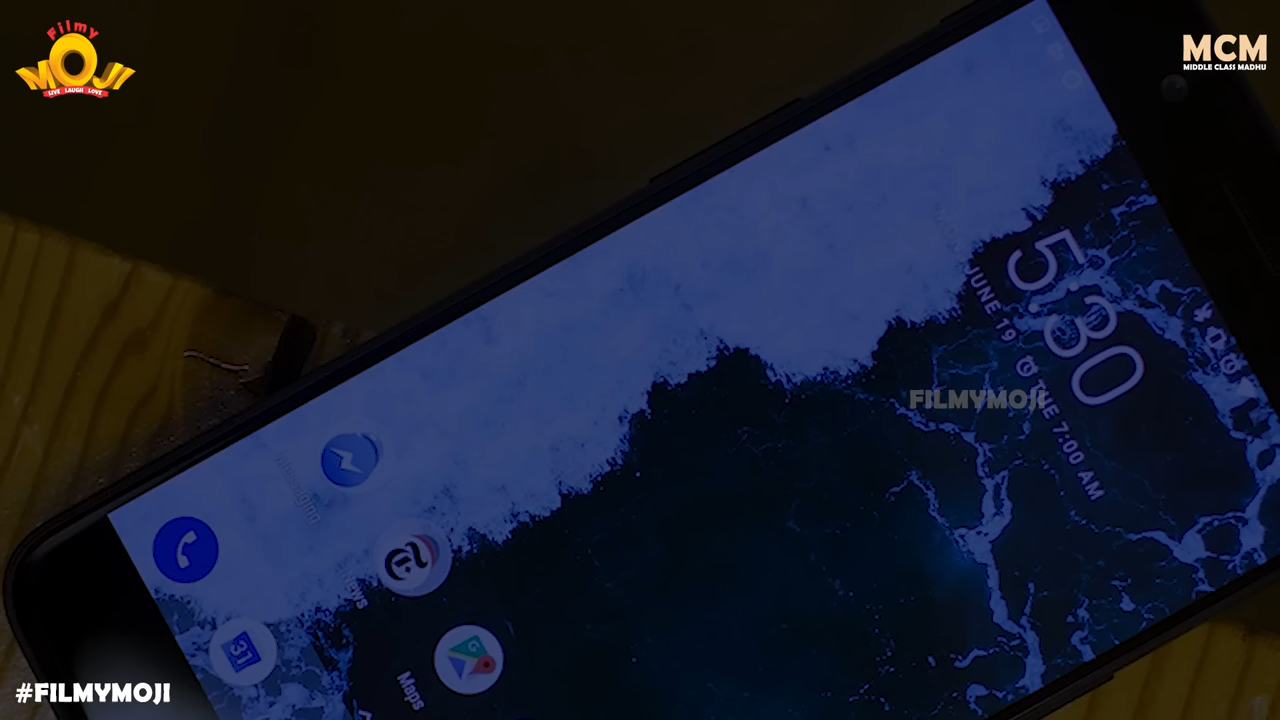 Filmy
MOJI
LIVE LAUGH LOVE
MCM
MIDDLE CLASS MADHU
5:30
JUNE 19
TUE 7:00 AM
FILMYMOJI
31
Maps
#FILMYMOJI